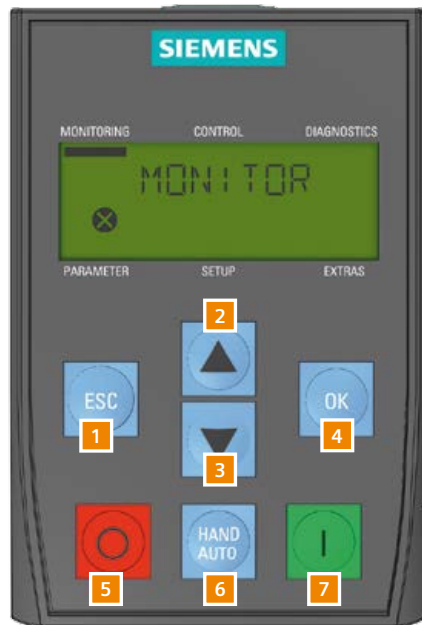 SIEMENS
MONITORING CONTROL DIAGNOSTICS
MONITOR
PARAMETER SETUP EXTRAS
2
ESC OK
1 4
3
HAND
AUTO I
5 6 7